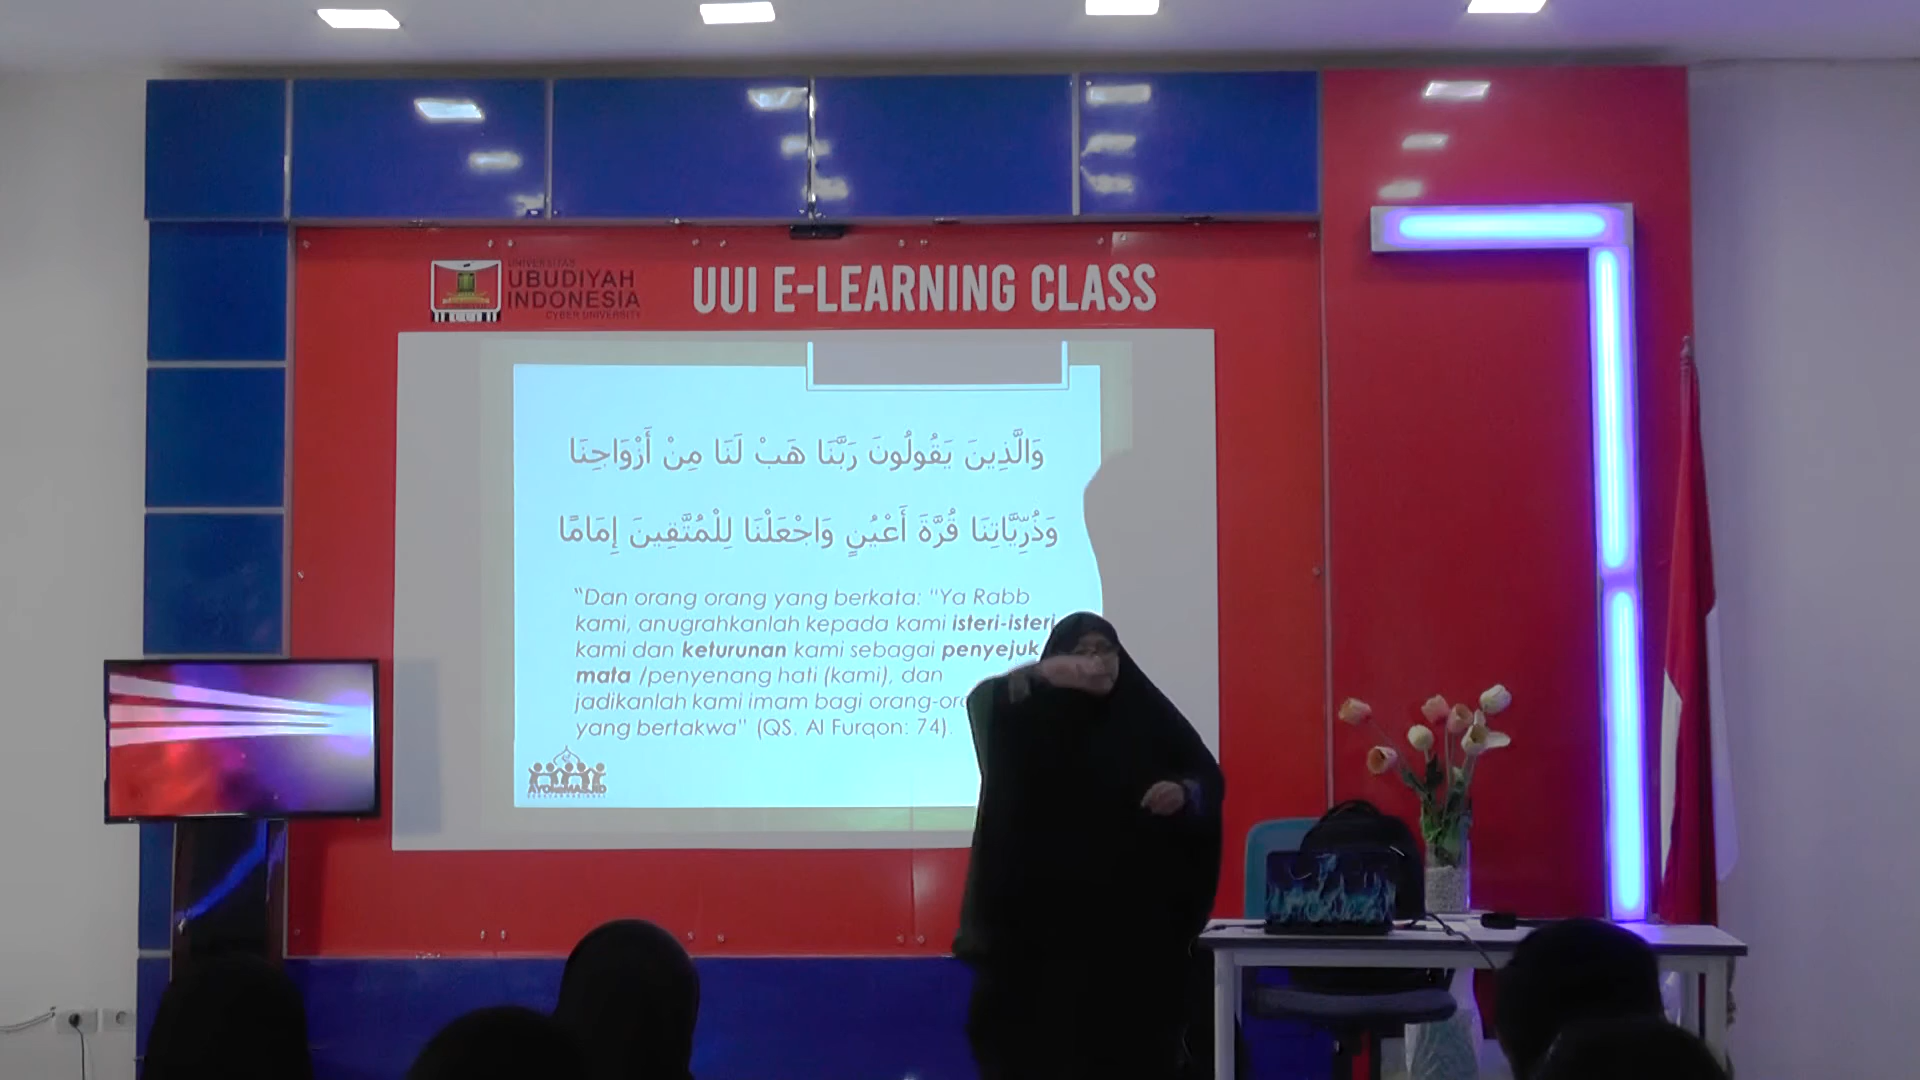 UNIVERSITAS
UBUDIYAH
INDONESIA
CYBER UNIVERSITY
UUI E-LEARNING CLASS
وَالَّذِينَ يَقُولُونَ رَبَّنَا هَبْ لَنَا مِنْ أَزْوَاجِنَا
وَذُرِّيَّاتِنَا قُرَّةَ أَعْيُنٍ وَاجْعَلْنَا لِلْمُتَّقِينَ إِمَامًا
"Dan orang orang yang berkata: "Ya Rabb
kami, anugrahkanlah kepada kami isteri-isteri
kami dan keturunan kami sebagai penyejuk
mata /penyenang hati (kami), dan
jadikanlah kami imam bagi
yang bertakwa" (QS. Al Furqon: 74).